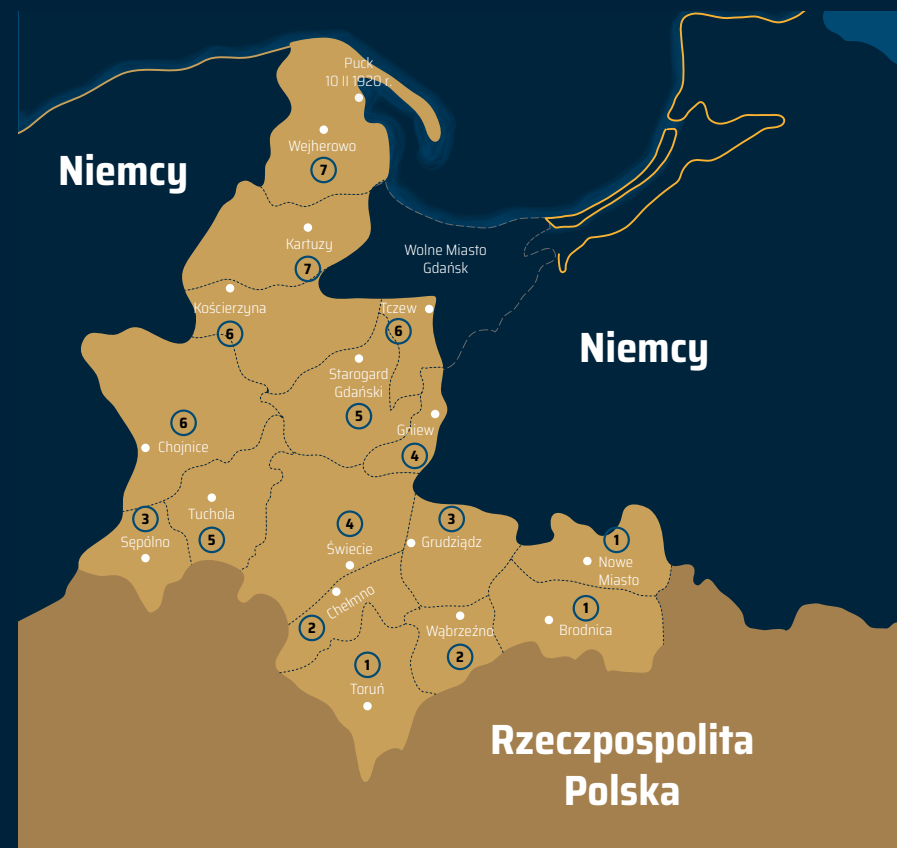 Puck
10 II 1920 r.
Wejherowo
7
Niemcy
Kartuzy
7
Wolne Miasto
Gdańsk
Kościerzyna
6
Tczew
6
Niemcy
Starogard
Gdański
5
Gniew
4
6
Chojnice
3
Sępólno
Tuchola
5
4
Świecie
3
Grudziądz
1
Nowe
Miasto
Chełmno
2
1
Brodnica
Wąbrzeźno
2
1
Toruń
Rzeczpospolita
Polska